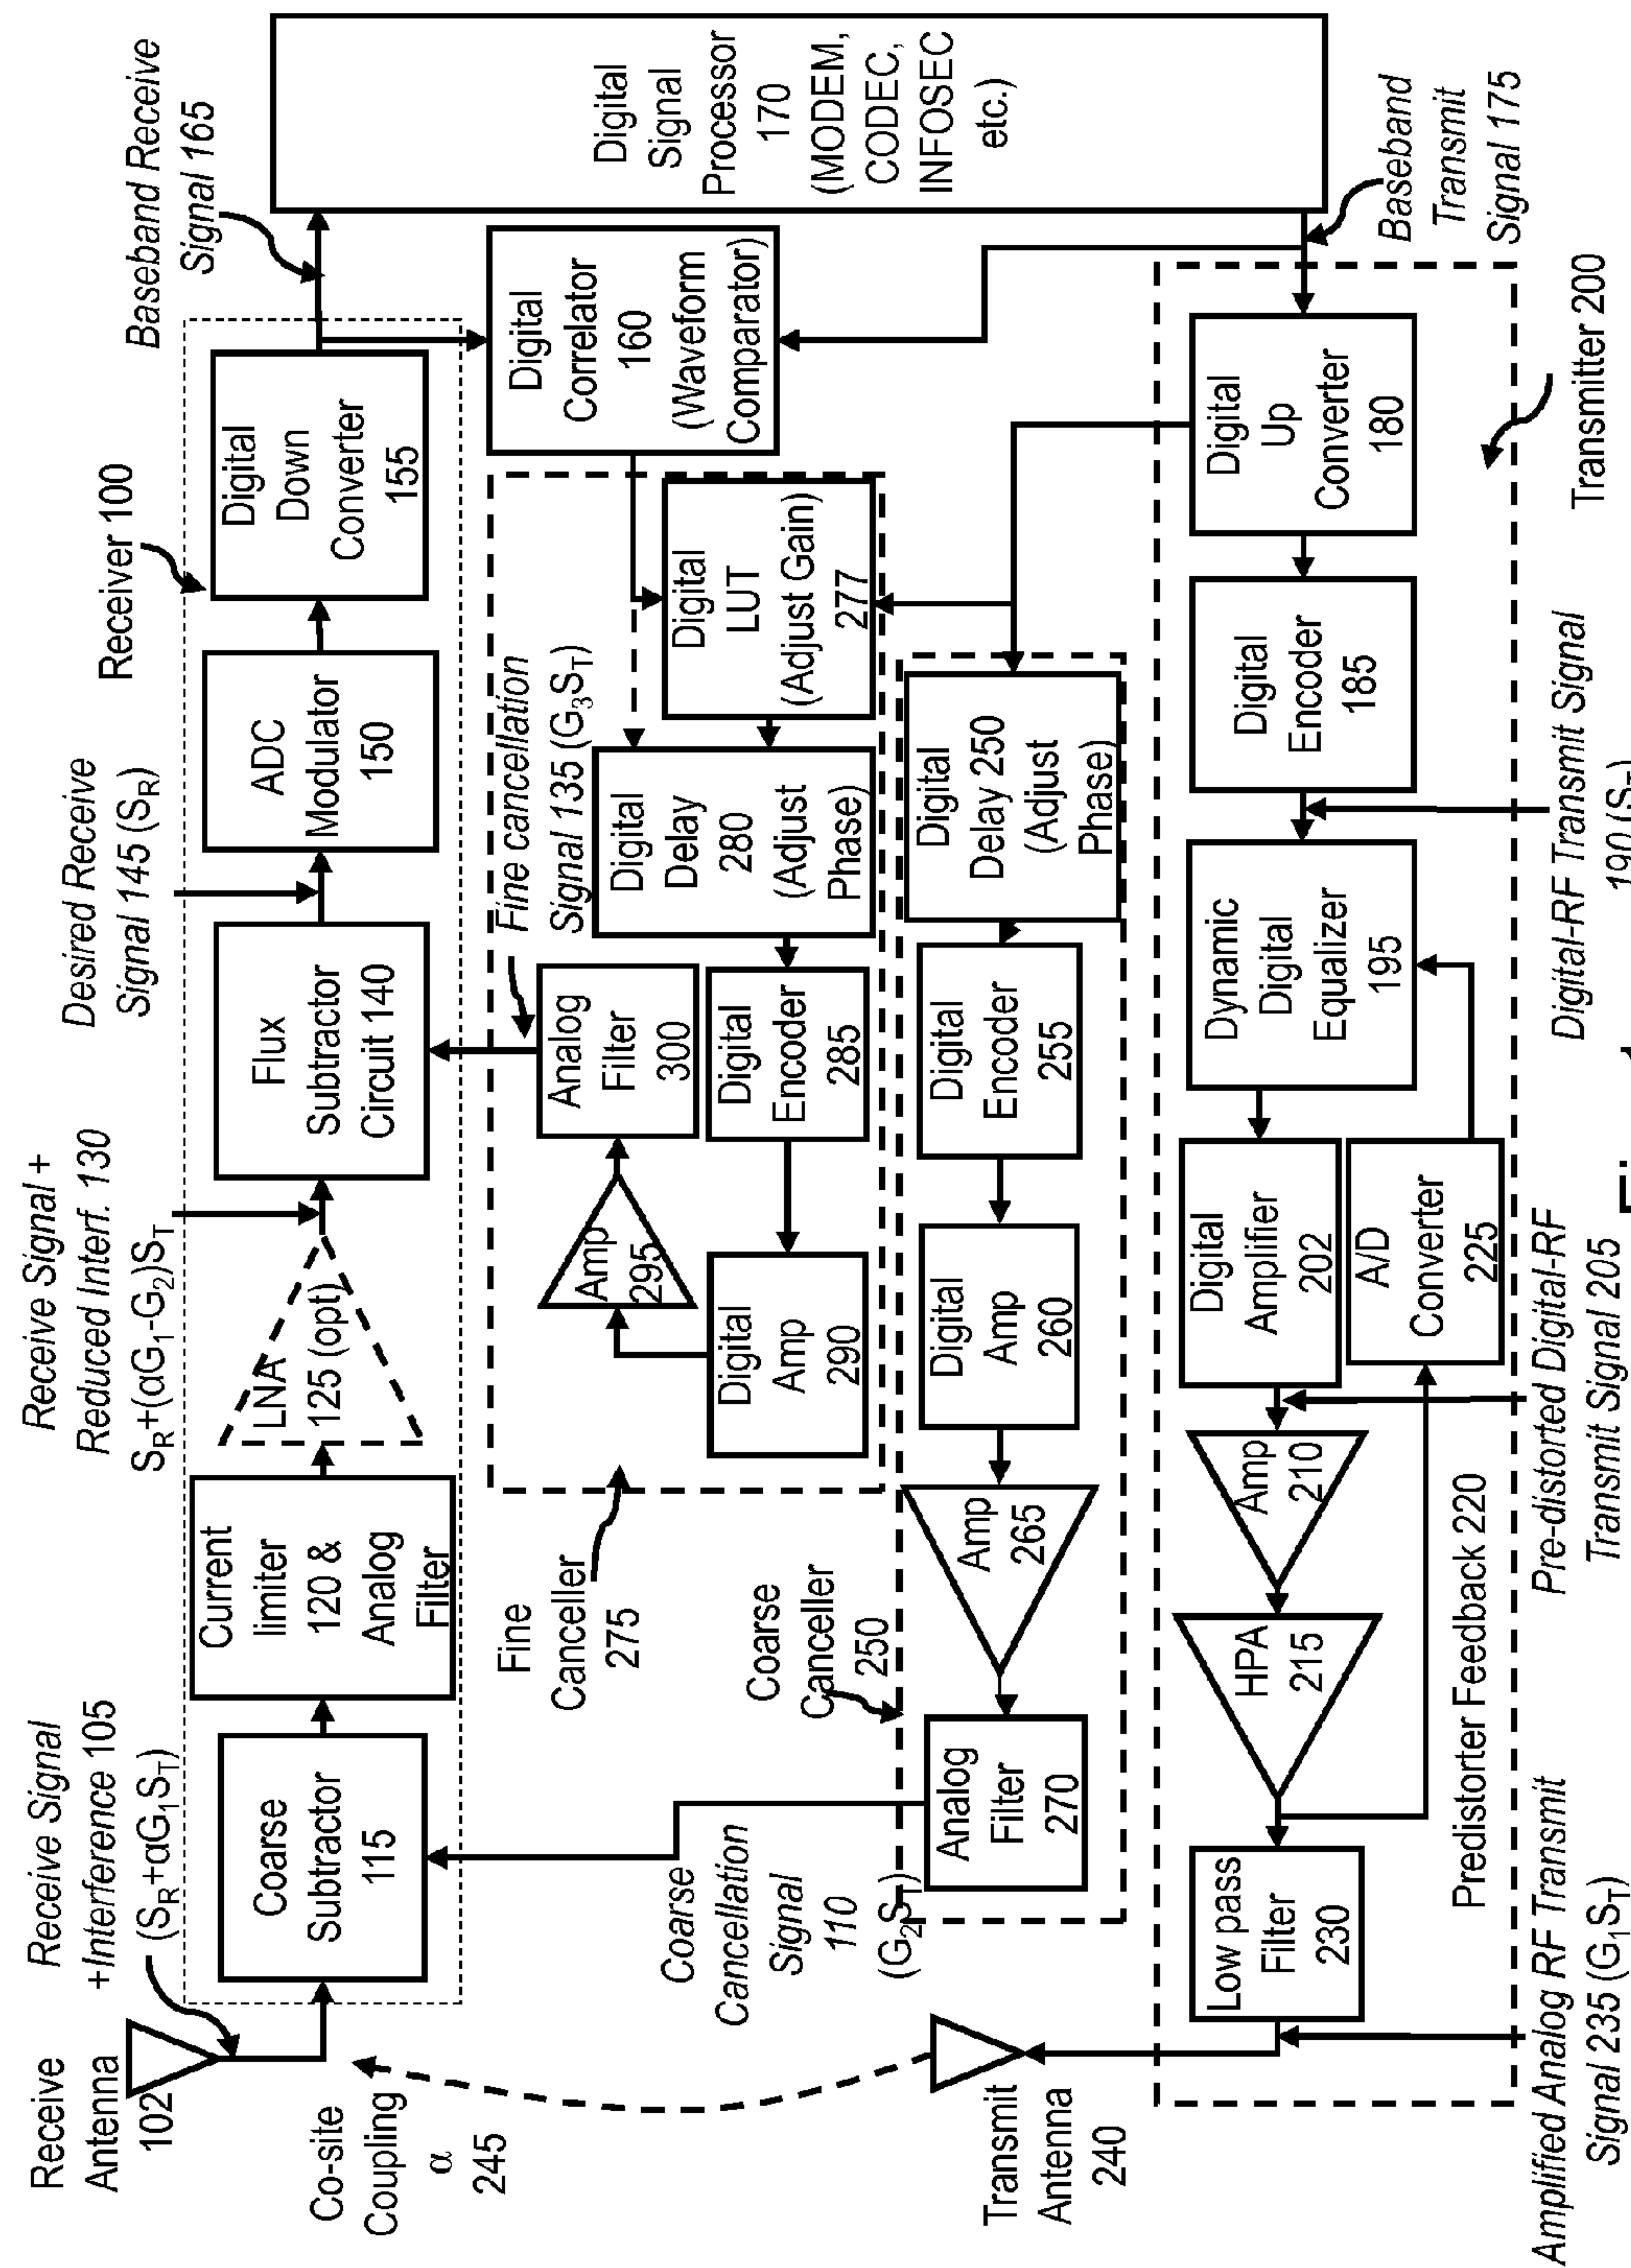 Receive
Antenna
102
Receive Signal
+Interference 105
(S_R+αG₁S_T)
Receive Signal +
Reduced Interf. 130
S_R+(αG₁-G₂)S_T
Desired Receive
Signal 145 (S_R)
Receiver 100
Baseband Receive
Signal 165
Coarse
Subtractor
115
Current
limiter
120 &
Analog
Filter
LNA
125 (opt)
Flux
Subtractor
Circuit 140
ADC
Modulator
150
Digital
Down
Converter
155
Digital
Signal
Processor
170
(MODEM,
CODEC,
INFOSEC
etc.)
Co-site
Coupling
α
245
Fine
Canceller
275
Fine cancellation
Signal 135 (G₃S_T)
Digital
Correlator
160
(Waveform
Comparator)
Amp
295
Analog
Filter
300
Digital
Amp
290
Digital
Encoder
285
Digital
Delay
280
(Adjust
Phase)
Digital
LUT
(Adjust Gain)
277
Coarse
Cancellation
Signal
110
(G₂S_T)
Coarse
Canceller
250
Analog
Filter
270
Amp
265
Digital
Amp
260
Digital
Encoder
255
Digital
Delay 250
(Adjust
Phase)
Transmit
Antenna
240
Low pass
Filter
230
HPA
215
Amp
210
Digital
Amplifier
202
A/D
Converter
225
Dynamic
Digital
Equalizer
195
Digital
Encoder
185
Digital
Up
Converter
180
Baseband
Transmit
Signal 175
Predistorter Feedback 220
Amplified Analog RF Transmit
Signal 235 (G₁S_T)
Pre-distorted Digital-RF
Transmit Signal 205
Digital-RF Transmit Signal
190 (S_T)
Transmitter 200